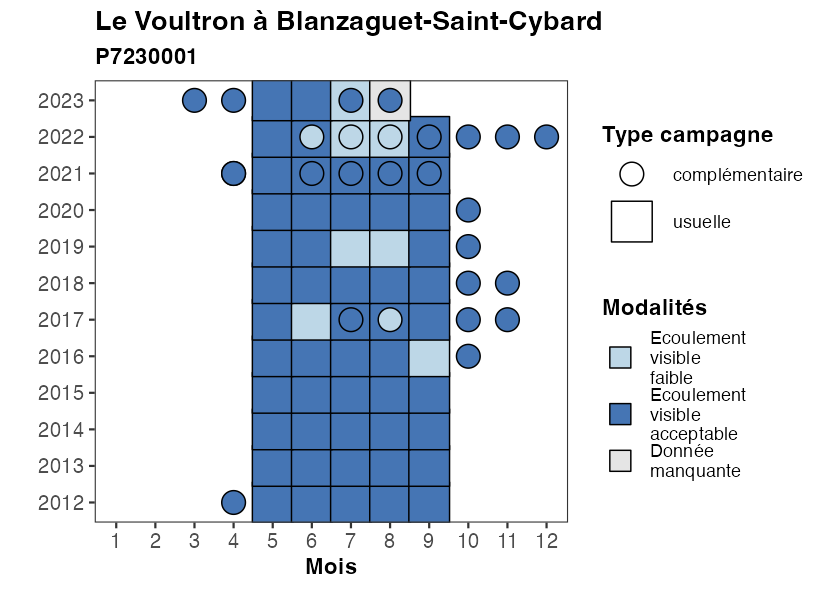 Le Voultron à Blanzaguet-Saint-Cybard
P7230001
2023
2022
2021
2020
2019
2018
2017
2016
2015
2014
2013
2012
1 2 3 4 5 6 7 8 9 10 11 12
Mois
Type campagne
complémentaire
usuelle
Modalités
Ecoulement
visible
faible
Ecoulement
visible
acceptable
Donnée
manquante